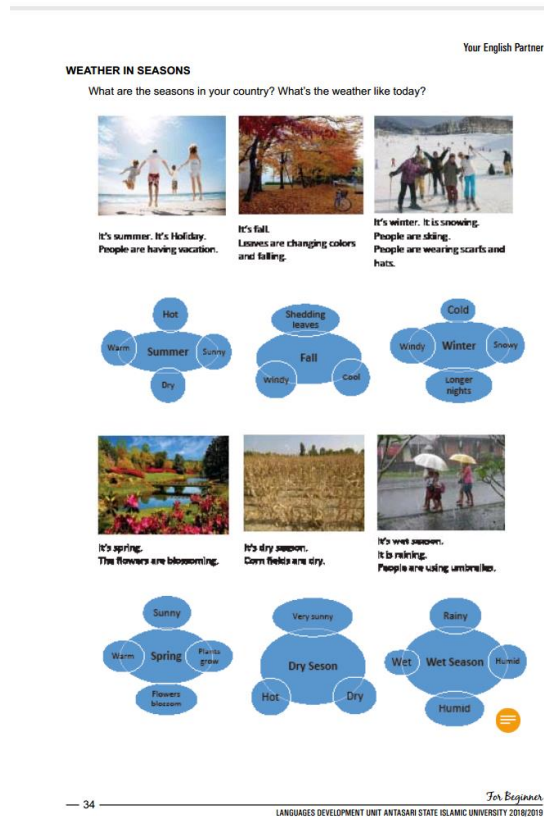 Your English Partner
WEATHER IN SEASONS
What are the seasons in your country? What's the weather like today?
It's summer. It's Holiday.
People are having vacation.
It's fall.
Leaves are changing colors
and falling.
It's winter. It is snowing.
People are skiing.
People are wearing scarfs and
hats.
Hot
Warm
Summer
Sunny
Dry
Shedding
leaves
Fall
Windy
Cool
Cold
Windy
Winter
Snowy
Longer
nights
It's spring.
The flowers are blossoming.
It's dry season.
Corn fields are dry.
It's wet season.
It is raining.
People are using umbrellas.
Sunny
Warm
Spring
Plants
grow
Flowers
blossom
Very sunny
Dry Seson
Hot
Dry
Rainy
Wet
Wet Season
Humid
Humid
34
For Beginner
LANGUAGES DEVELOPMENT UNIT ANTASARI STATE ISLAMIC UNIVERSITY 2018/2019